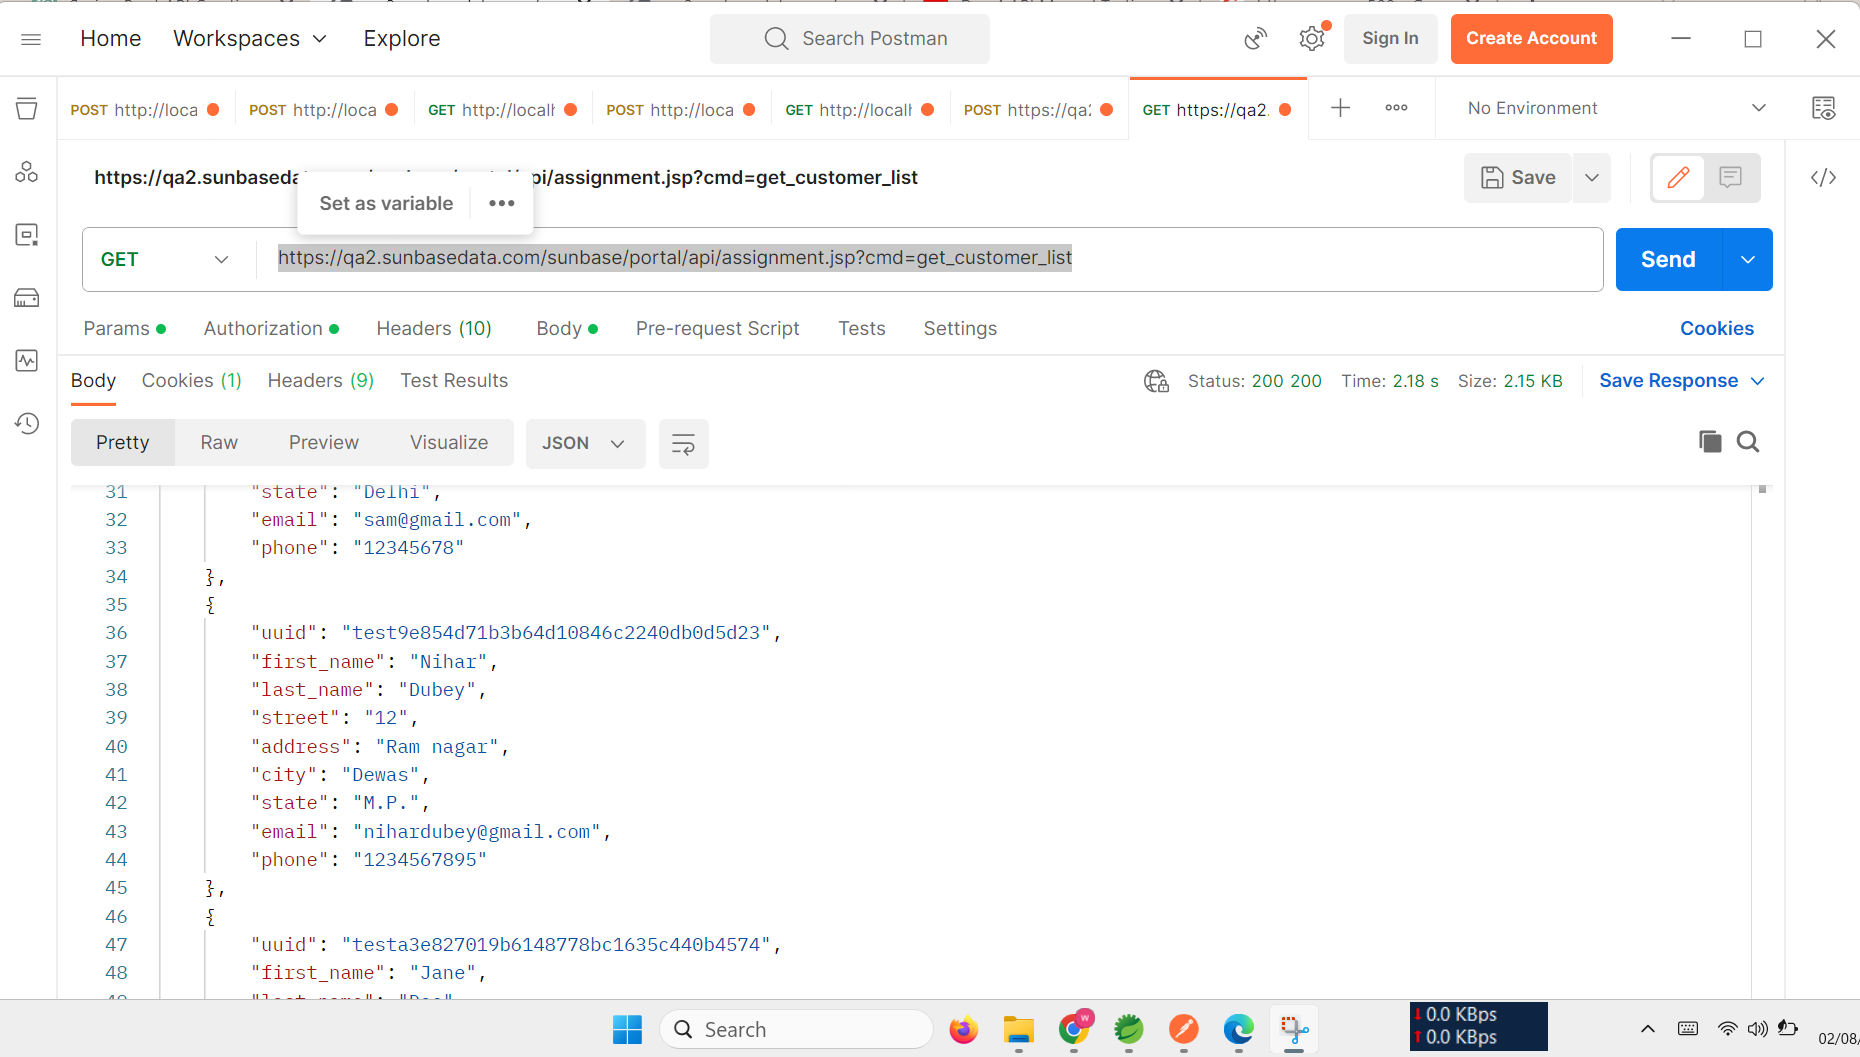 Home Workspaces Explore Search Postman Sign In Create Account
POST http://loca POST http://loca GET http://localh POST http://loca GET http://localh POST https://qa2 GET https://qa2. No Environment
https://qa2.sunbaseda /api/assignment.jsp?cmd=get_customer_list Save
Set as variable
GET https://qa2.sunbasedata.com/sunbase/portal/api/assignment.jsp?cmd=get_customer_list Send
Params Authorization Headers (10) Body Pre-request Script Tests Settings Cookies
Body Cookies (1) Headers (9) Test Results Status: 200 200 Time: 2.18 s Size: 2.15 KB Save Response
Pretty Raw Preview Visualize JSON
31 "state": "Delhi",
32 "email": "sam@gmail.com",
33 "phone": "12345678"
34 },
35 {
36 "uuid": "test9e854d71b3b64d10846c2240db0d5d23",
37 "first_name": "Nihar",
38 "last_name": "Dubey",
39 "street": "12",
40 "address": "Ram nagar",
41 "city": "Dewas",
42 "state": "M.P.",
43 "email": "nihardubey@gmail.com",
44 "phone": "1234567895"
45 },
46 {
47 "uuid": "testa3e827019b6148778bc1635c440b4574",
48 "first_name": "Jane",
Search W 0.0 KBps
0.0 KBps
02/08/